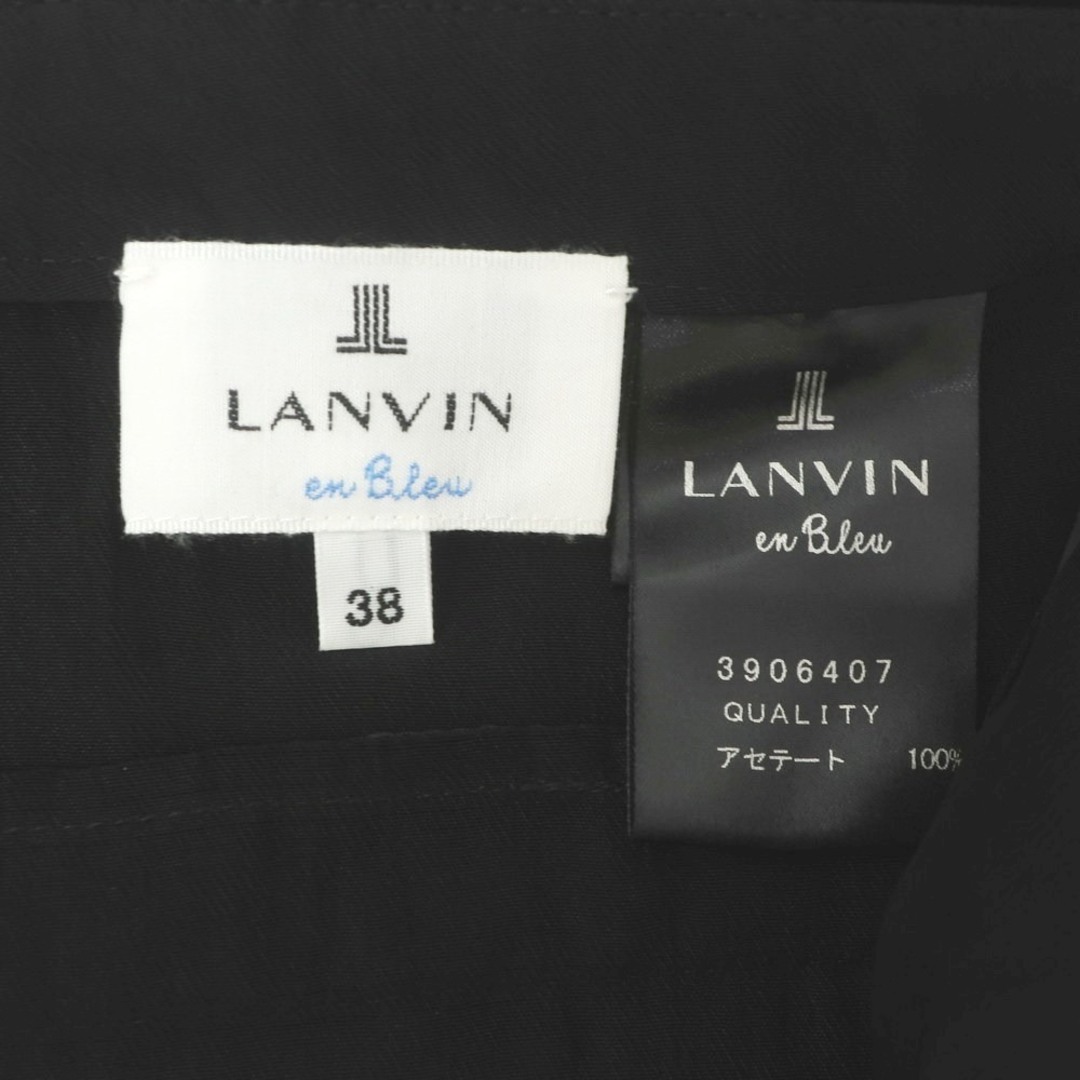 LANVIN
en Bleu
38
LANVIN
en Bleu
3906407
QUALITY
アセテート 100%